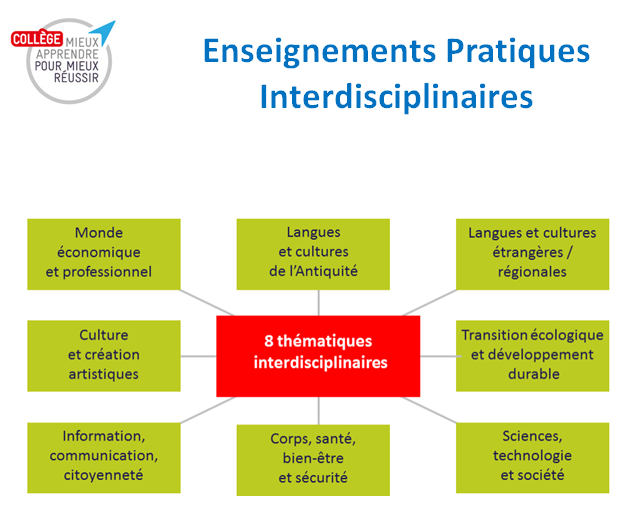 COLLÈGE
MIEUX
APPRENDRE
POUR MIEUX
RÉUSSIR
Enseignements Pratiques
Interdisciplinaires
Monde
économique
et professionnel
Langues
et cultures
de l'Antiquité
Langues et cultures
étrangères /
régionales
Culture
et création
artistiques
8 thématiques
interdisciplinaires
Transition écologique
et développement
durable
Information,
communication,
citoyenneté
Corps, santé,
bien-être
et sécurité
Sciences,
technologie
et société